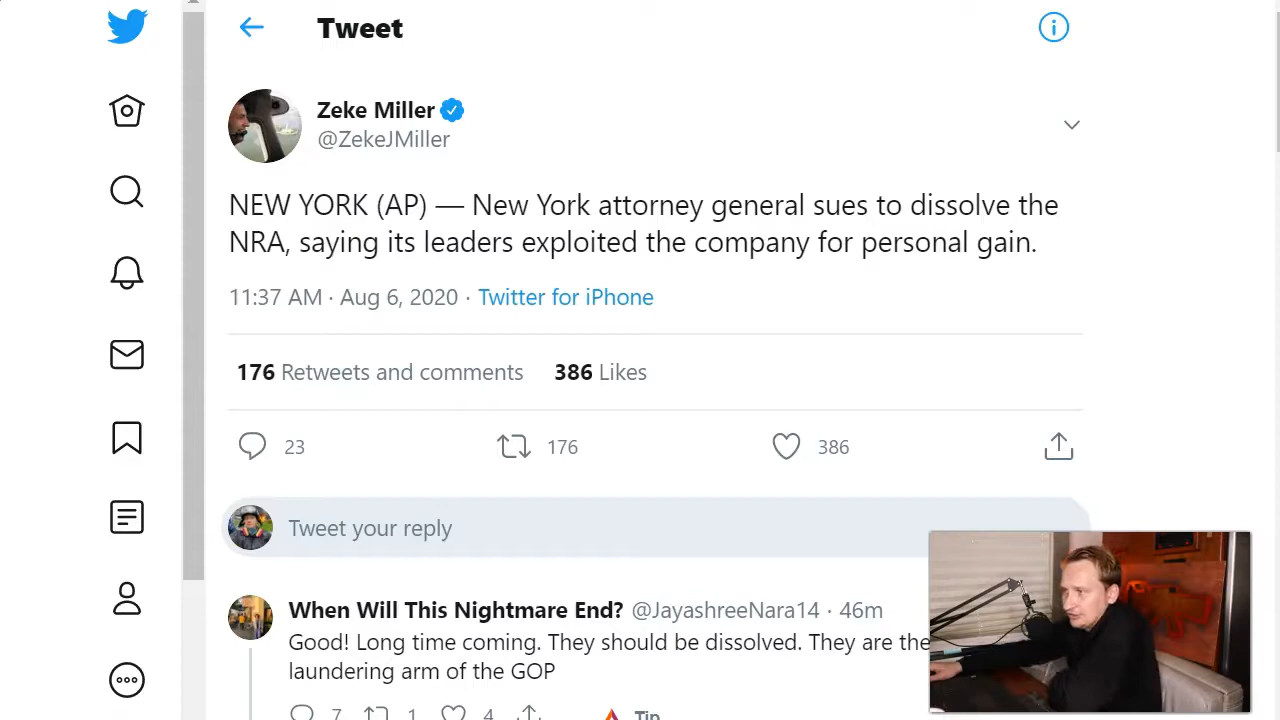 Tweet
Zeke Miller
@ZekeJMiller
NEW YORK (AP) — New York attorney general sues to dissolve the
NRA, saying its leaders exploited the company for personal gain.
11:37 AM · Aug 6, 2020 · Twitter for iPhone
176 Retweets and comments 386 Likes
23 176 386
Tweet your reply
When Will This Nightmare End? @JayashreeNara14 · 46m
Good! Long time coming. They should be dissolved. They are the
laundering arm of the GOP
7 1 4 Tip